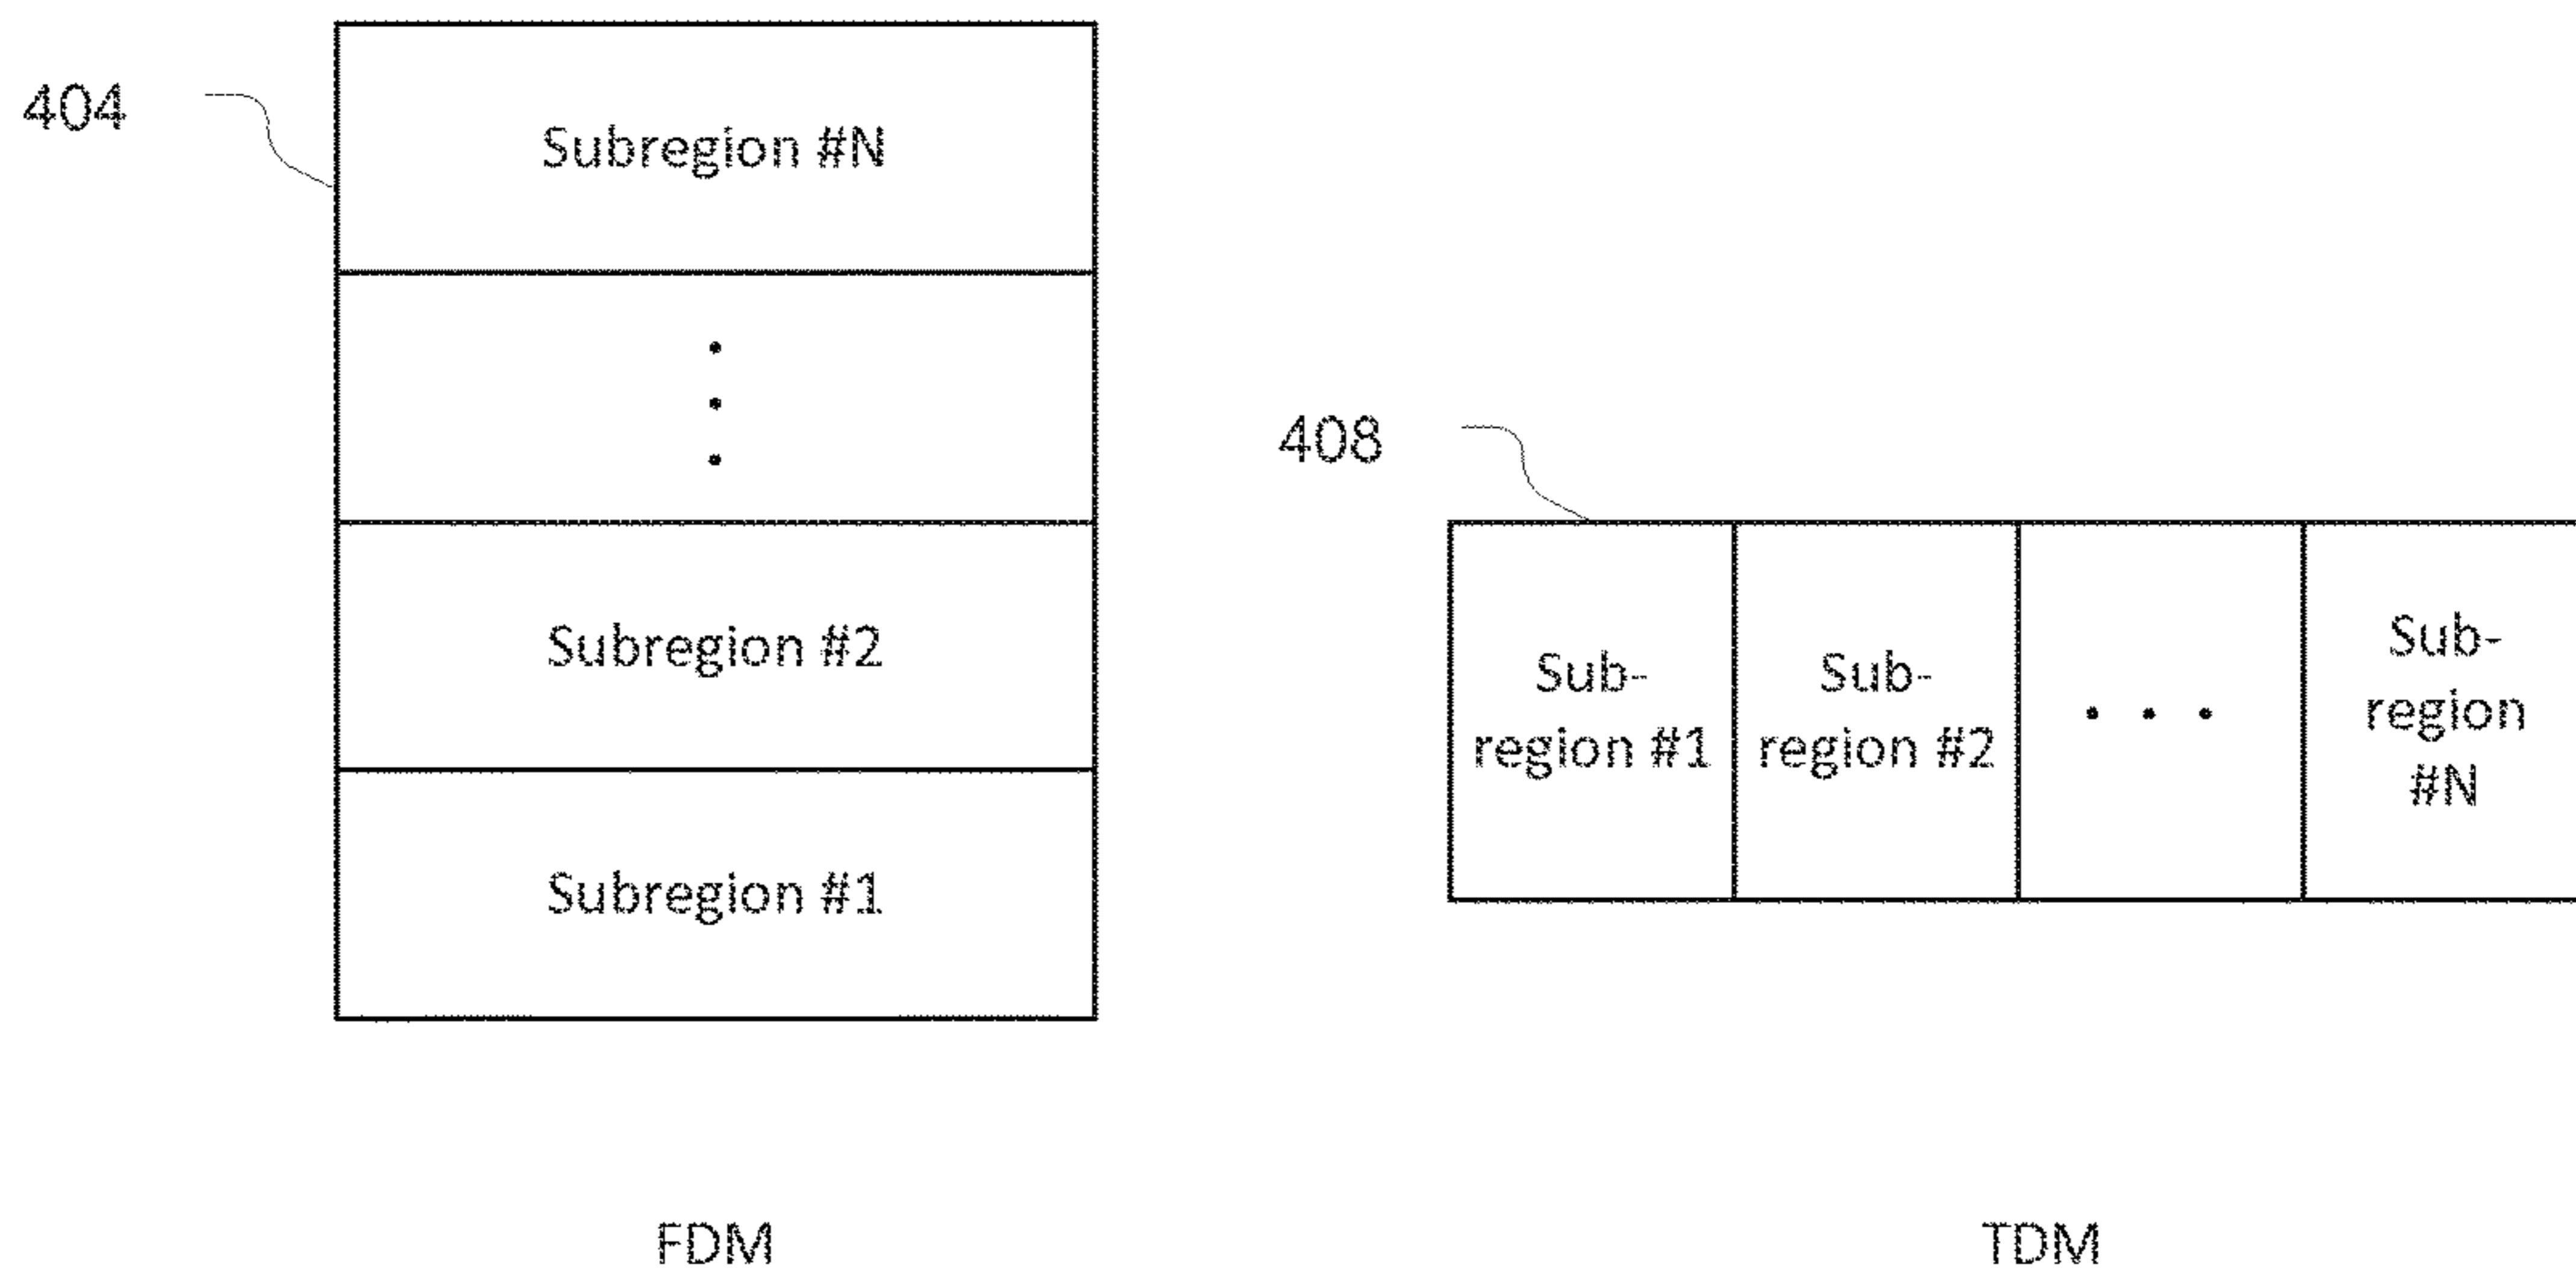 404
Subregion #N
Subregion #2
Subregion #1
FDM
408
Sub-
region #1
Sub-
region #2
Sub-
region
#N
TDM